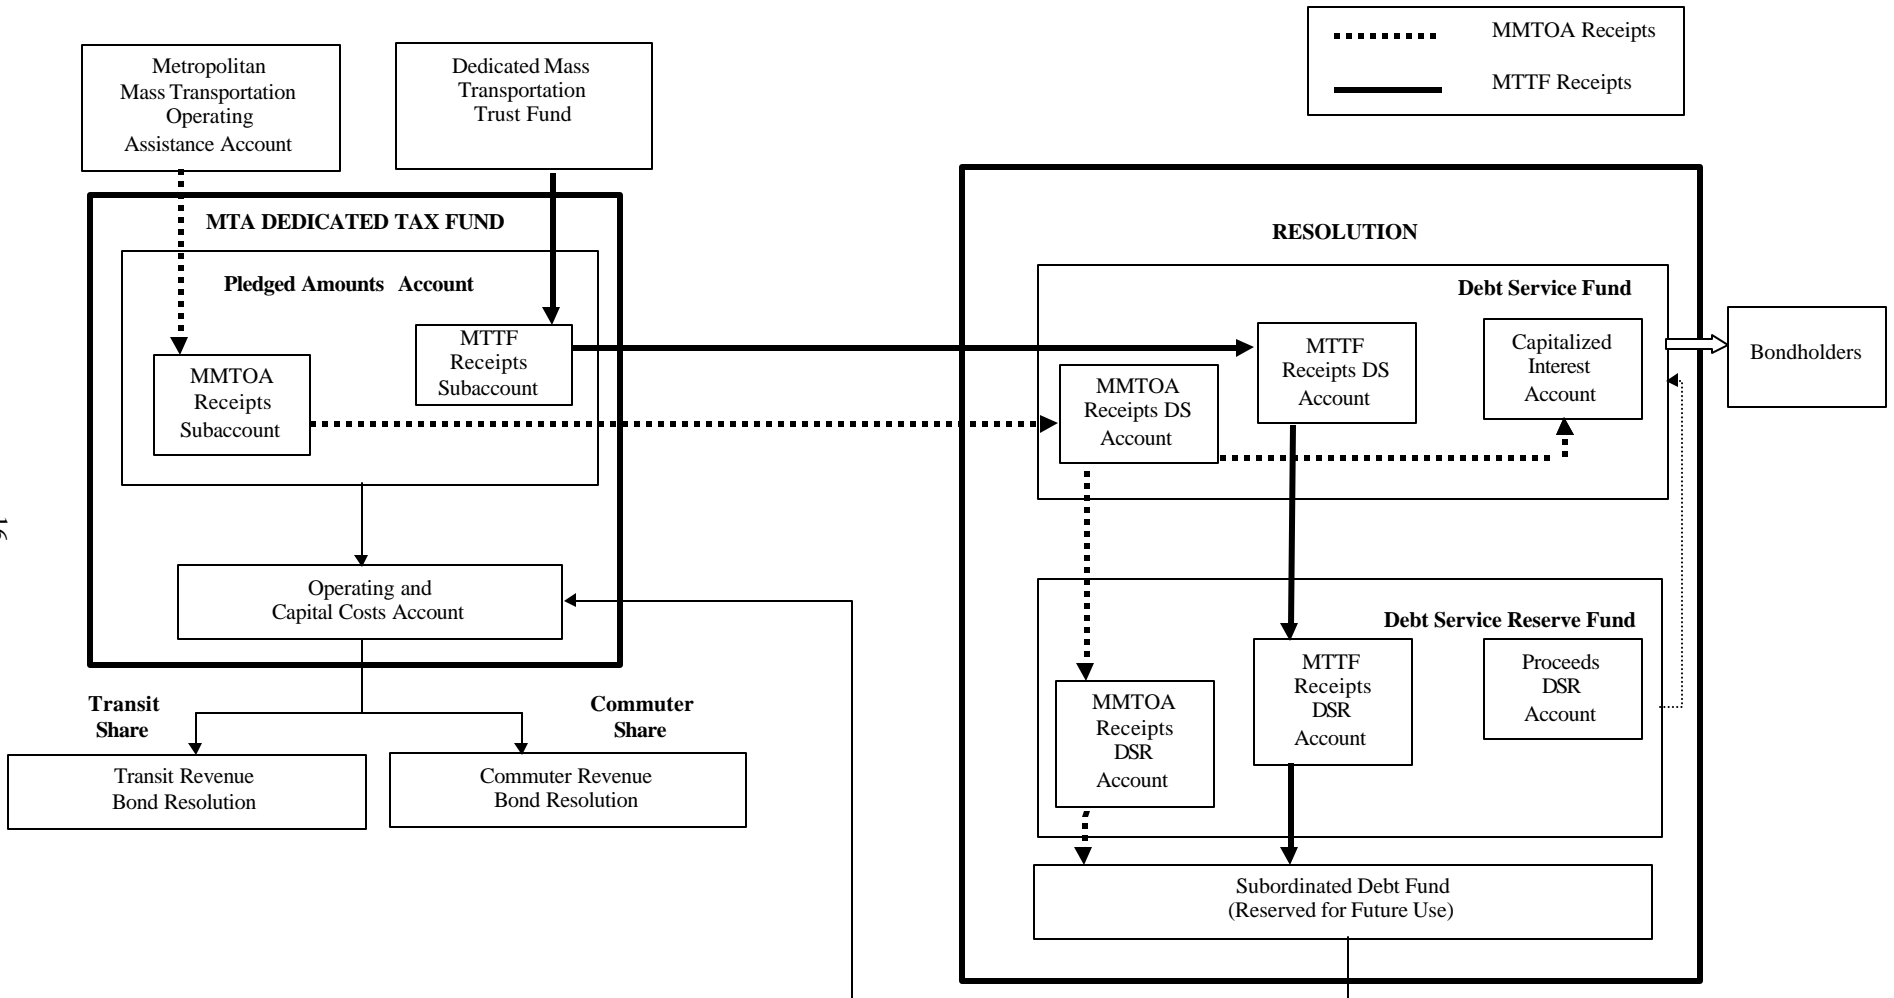 MMTOA Receipts
MTTF Receipts
Metropolitan
Mass Transportation
Operating
Assistance Account
Dedicated Mass
Transportation
Trust Fund
MTA DEDICATED TAX FUND
Pledged Amounts Account
MTTF
Receipts
Subaccount
MMTOA
Receipts
Subaccount
Operating and
Capital Costs Account
Transit
Share
Commuter
Share
Transit Revenue
Bond Resolution
Commuter Revenue
Bond Resolution
RESOLUTION
Debt Service Fund
MMTOA
Receipts DS
Account
MTTF
Receipts DS
Account
Capitalized
Interest
Account
Bondholders
Debt Service Reserve Fund
MMTOA
Receipts
DSR
Account
MTTF
Receipts
DSR
Account
Proceeds
DSR
Account
Subordinated Debt Fund
(Reserved for Future Use)